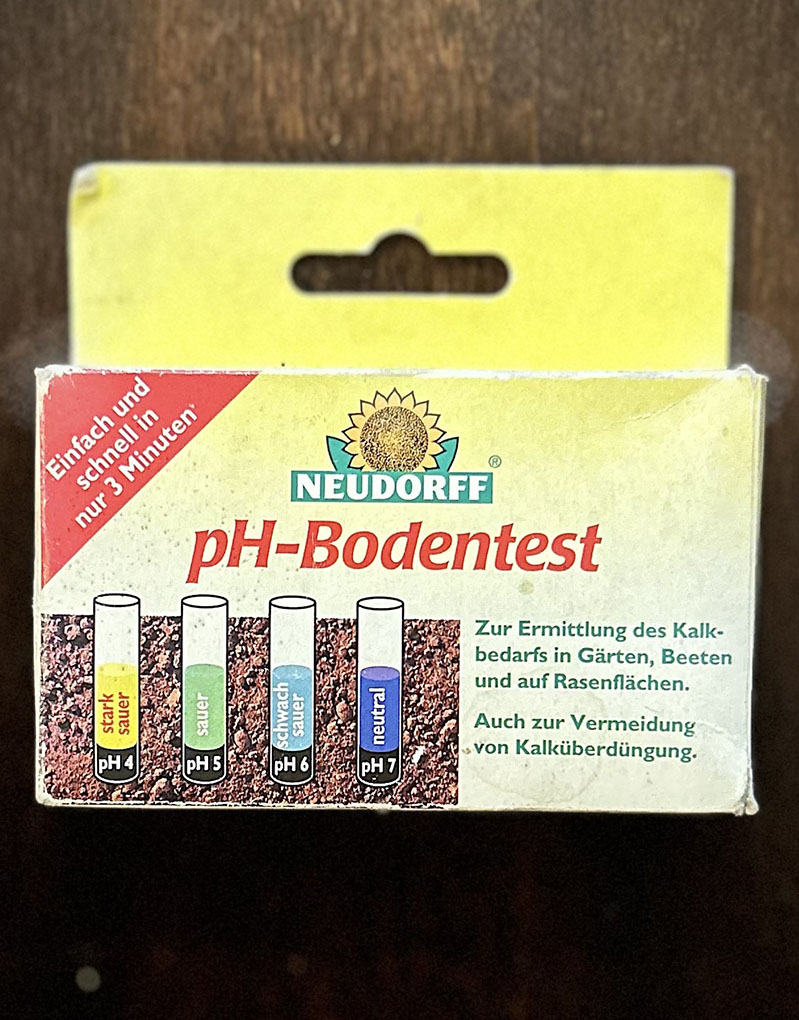 Einfach und
schnell in
nur 3 Minuten
NEUDORFF®
pH-Bodentest
stark
sauer
pH 4
sauer
pH 5
schwach
sauer
pH 6
neutral
pH 7
Zur Ermittlung des Kalk-
bedarfs in Gärten, Beeten
und auf Rasenflächen.
Auch zur Vermeidung
von Kalküberdüngung.